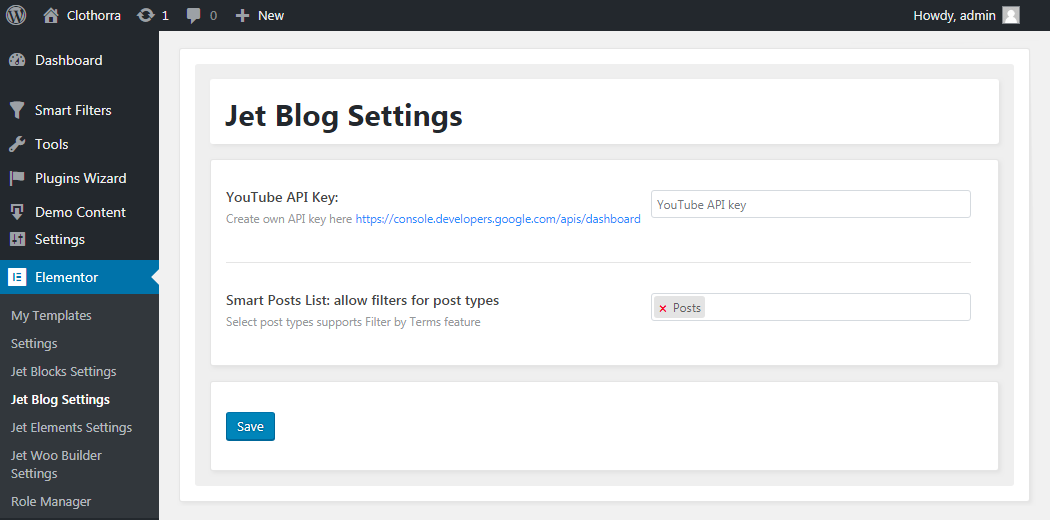 Clothorra 1 0 New Howdy, admin
Dashboard
Smart Filters
Tools
Plugins Wizard
Demo Content
Settings
Elementor
My Templates
Settings
Jet Blocks Settings
Jet Blog Settings
Jet Elements Settings
Jet Woo Builder
Settings
Role Manager
Jet Blog Settings
YouTube API Key:
Create own API key here https://console.developers.google.com/apis/dashboard
YouTube API key
Smart Posts List: allow filters for post types
Select post types supports Filter by Terms feature
× Posts
Save